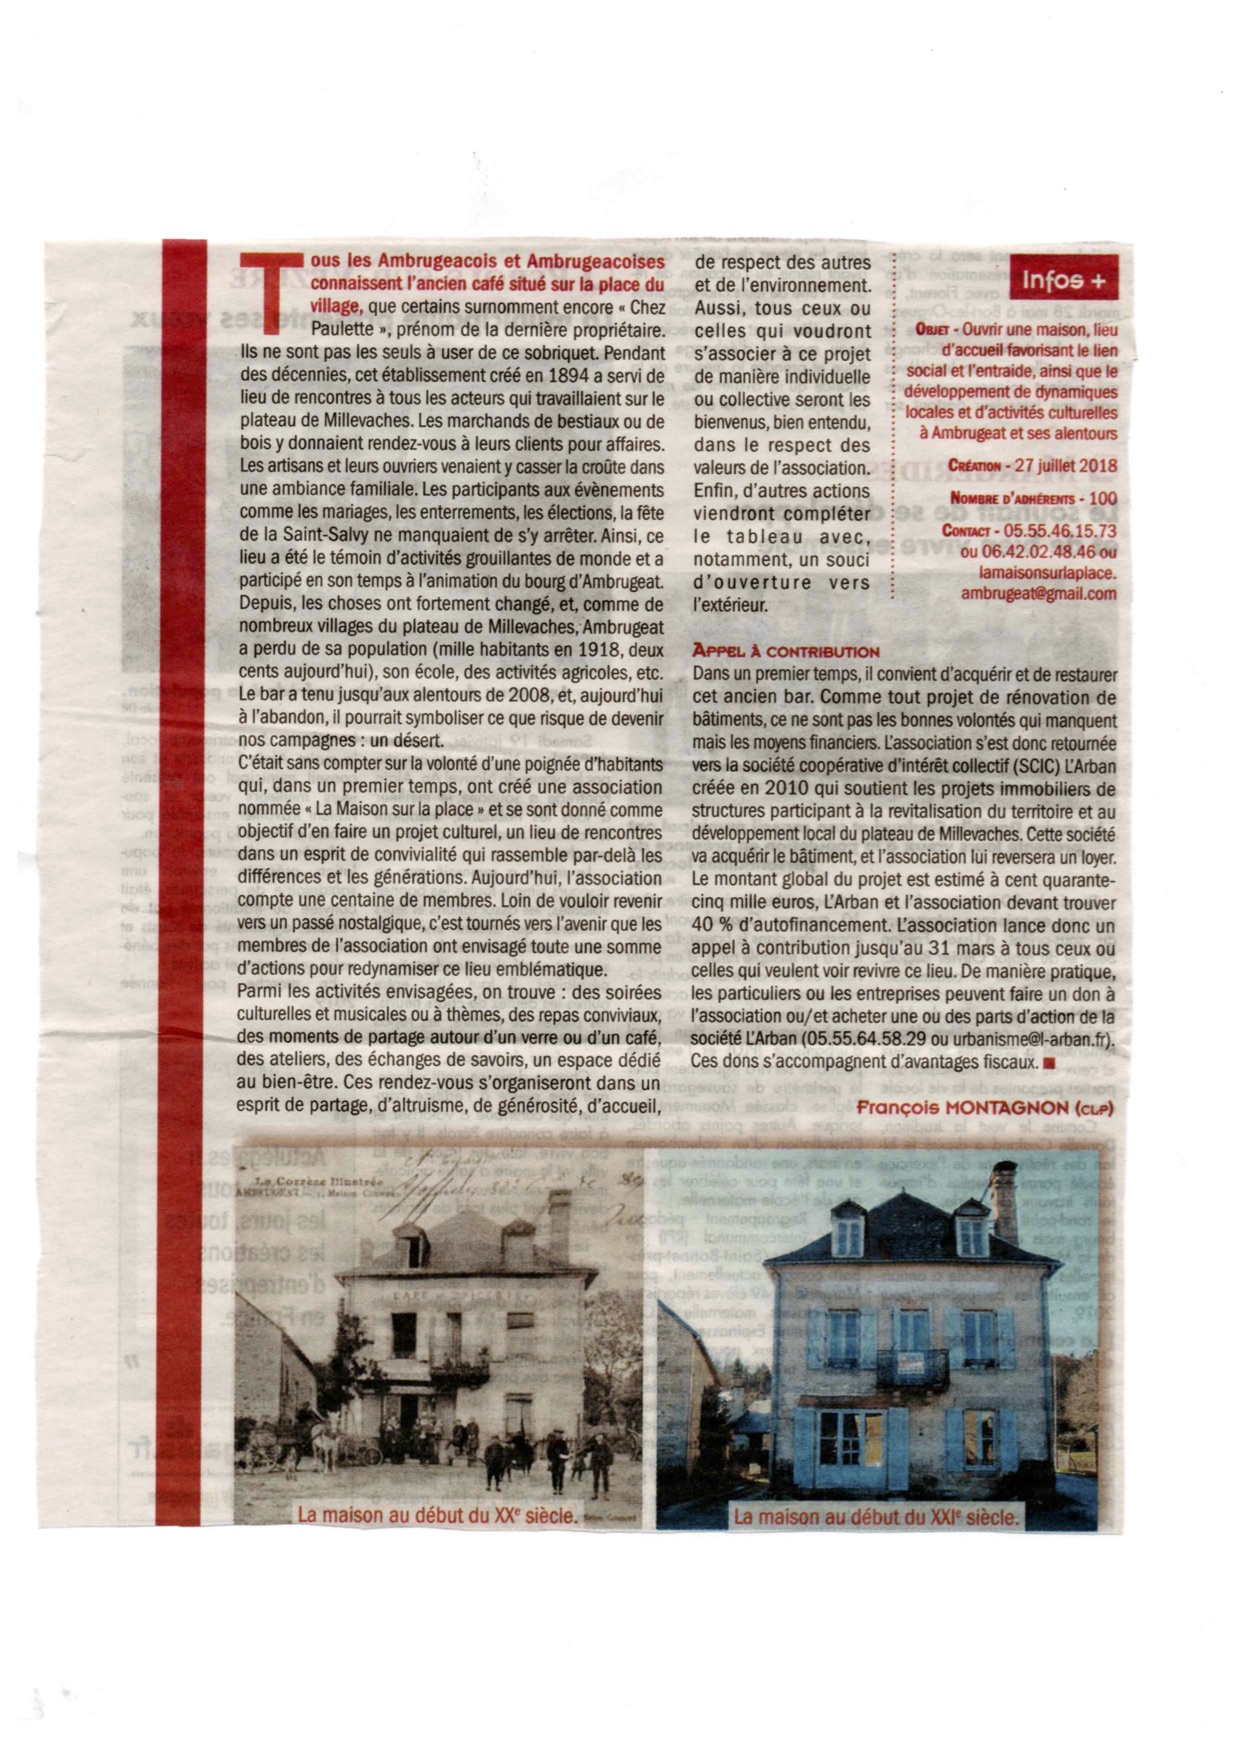 Tous les Ambrugeacois et Ambrugeacoises
connaissent l'ancien café situé sur la place du
village, que certains surnomment encore « Chez
Paulette », prénom de la dernière propriétaire.
Ils ne sont pas les seuls à user de ce sobriquet. Pendant
des décennies, cet établissement créé en 1894 a servi de
lieu de rencontres à tous les acteurs qui travaillaient sur le
plateau de Millevaches. Les marchands de bestiaux ou de
bois y donnaient rendez-vous à leurs clients pour affaires.
Les artisans et leurs ouvriers venaient y casser la croûte dans
une ambiance familiale. Les participants aux évènements
comme les mariages, les enterrements, les élections, la fête
de la Saint-Salvy ne manquaient de s'y arrêter. Ainsi, ce
lieu a été le témoin d'activités grouillantes de monde et a
participé en son temps à l'animation du bourg d'Ambrugeat.
Depuis, les choses ont fortement changé, et, comme de
nombreux villages du plateau de Millevaches, Ambrugeat
a perdu de sa population (mille habitants en 1918, deux
cents aujourd'hui), son école, des activités agricoles, etc.
Le bar a tenu jusqu'aux alentours de 2008, et, aujourd'hui
à l'abandon, il pourrait symboliser ce que risque de devenir
nos campagnes : un désert.
C'était sans compter sur la volonté d'une poignée d'habitants
qui, dans un premier temps, ont créé une association
nommée « La Maison sur la place » et se sont donné comme
objectif d'en faire un projet culturel, un lieu de rencontres
dans un esprit de convivialité qui rassemble par-delà les
différences et les générations. Aujourd'hui, l'association
compte une centaine de membres. Loin de vouloir revenir
vers un passé nostalgique, c'est tournés vers l'avenir que les
membres de l'association ont envisagé toute une somme
d'actions pour redynamiser ce lieu emblématique.
Parmi les activités envisagées, on trouve : des soirées
culturelles et musicales ou à thèmes, des repas conviviaux,
des moments de partage autour d'un verre ou d'un café,
des ateliers, des échanges de savoirs, un espace dédié
au bien-être. Ces rendez-vous s'organiseront dans un
esprit de partage, d'altruisme, de générosité, d'accueil,
de respect des autres
et de l'environnement.
Aussi, tous ceux ou
celles qui voudront
s'associer à ce projet
de manière individuelle
ou collective seront les
bienvenus, bien entendu,
dans le respect des
valeurs de l'association.
Enfin, d'autres actions
viendront compléter
le tableau avec,
notamment, un souci
d'ouverture vers
l'extérieur.
Infos +
OBJET - Ouvrir une maison, lieu
d'accueil favorisant le lien
social et l'entraide, ainsi que le
développement de dynamiques
locales et d'activités culturelles
à Ambrugeat et ses alentours
CRÉATION - 27 juillet 2018
NOMBRE D'ADHÉRENTS - 100
CONTACT - 05.55.46.15.73
ou 06.42.02.48.46 ou
lamaisonsurlaplace.
ambrugeat@gmail.com
APPEL À CONTRIBUTION
Dans un premier temps, il convient d'acquérir et de restaurer
cet ancien bar. Comme tout projet de rénovation de
bâtiments, ce ne sont pas les bonnes volontés qui manquent
mais les moyens financiers. L'association s'est donc retournée
vers la société coopérative d'intérêt collectif (SCIC) L'Arban
créée en 2010 qui soutient les projets immobiliers de
structures participant à la revitalisation du territoire et au
développement local du plateau de Millevaches. Cette société
va acquérir le bâtiment, et l'association lui reversera un loyer.
Le montant global du projet est estimé à cent quarante-
cinq mille euros, L'Arban et l'association devant trouver
40 % d'autofinancement. L'association lance donc un
appel à contribution jusqu'au 31 mars à tous ceux ou
celles qui veulent voir revivre ce lieu. De manière pratique,
les particuliers ou les entreprises peuvent faire un don à
l'association ou/et acheter une ou des parts d'action de la
société L'Arban (05.55.64.58.29 ou urbanisme@l-arban.fr).
Ces dons s'accompagnent d'avantages fiscaux. ■
François MONTAGNON (CLP)
La Corrèze Illustrée
AMBRUGEAT
La maison au début du XXe siècle.
La maison au début du XXIe siècle.